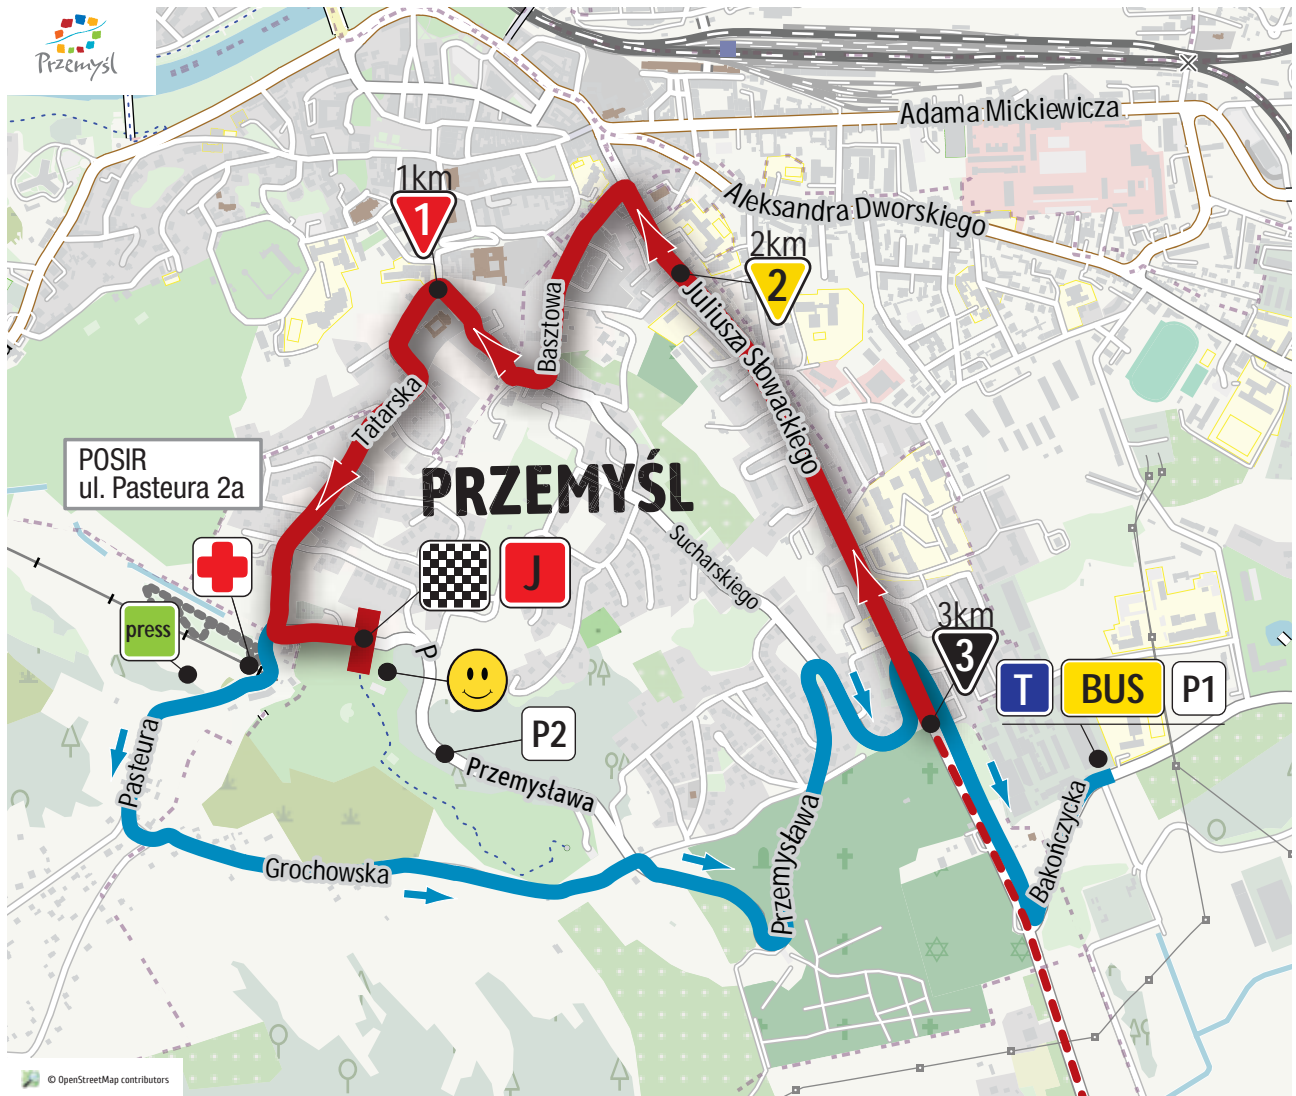 Przemyśl
Adama Mickiewicza
1km
1
Aleksandra Dworskiego
2km
2
Basztowa
Juliusza Słowackiego
Tatarska
POSIR
ul. Pasteura 2a
PRZEMYŚL
Sucharskiego
J
press
3km
3
P
T
BUS
P1
P2
Pasteura
Przemysława
Przemysława
Bakończycka
Grochowska
© OpenStreetMap contributors